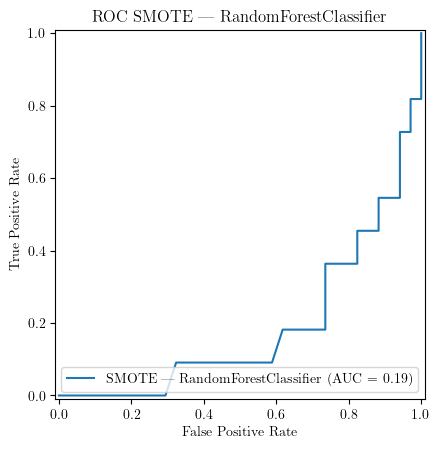 ROC SMOTE — RandomForestClassifier
True Positive Rate
1.0
0.8
0.6
0.4
0.2
0.0
SMOTE — RandomForestClassifier (AUC = 0.19)
0.0 0.2 0.4 0.6 0.8 1.0
False Positive Rate